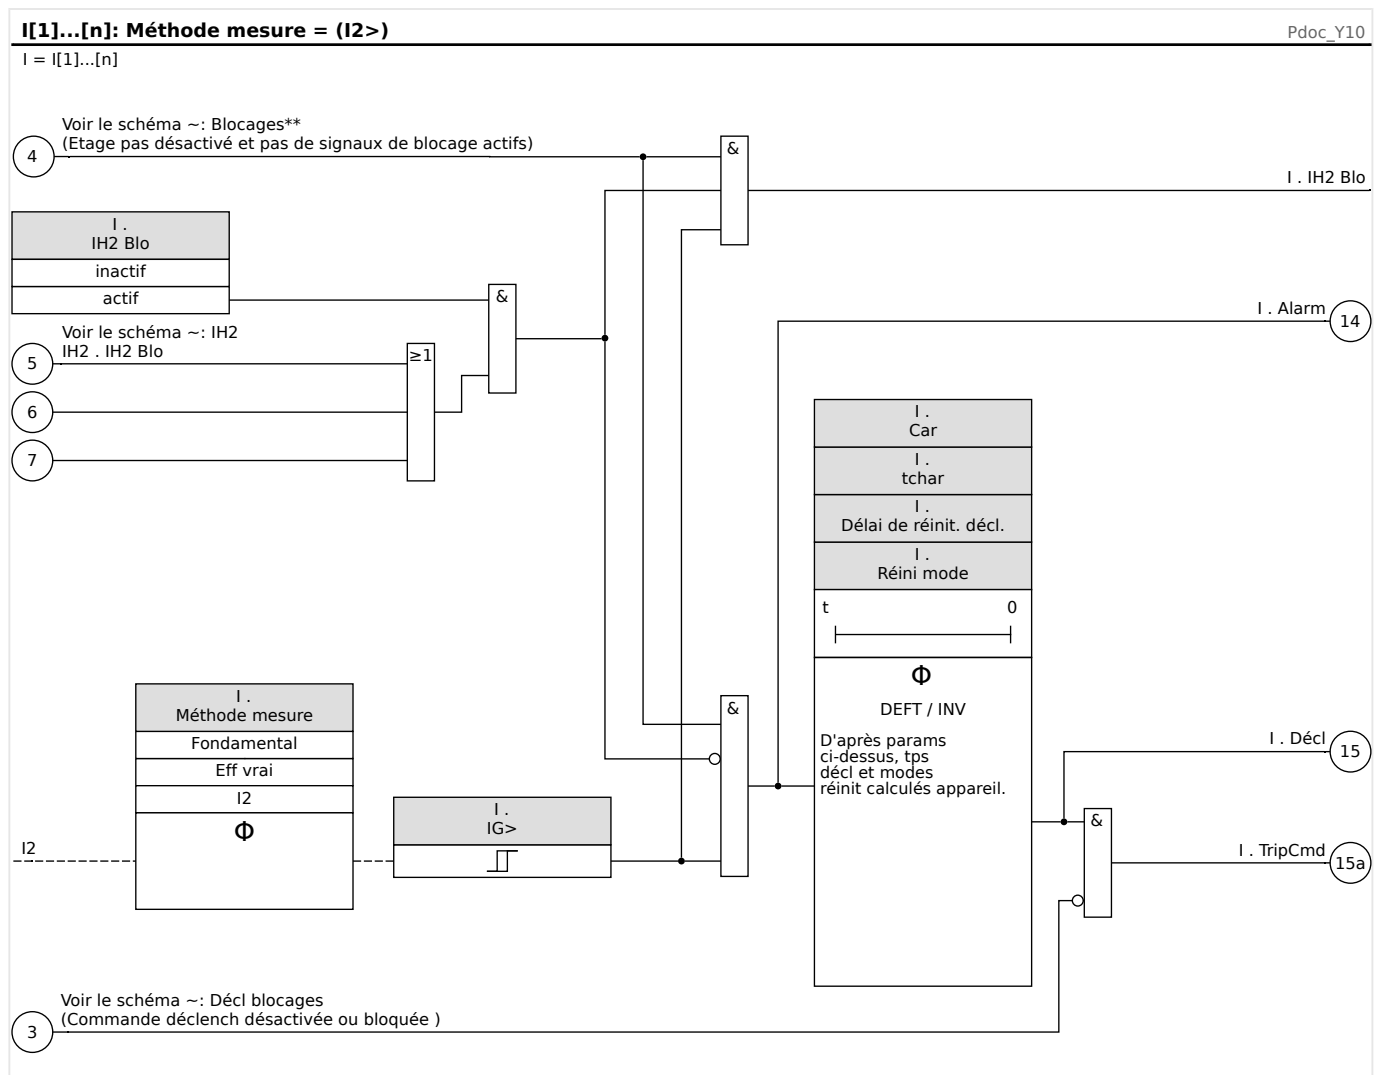 I[1]...[n]: Méthode mesure = (I2>)
Pdoc_Y10
I = I[1]...[n]
Voir le schéma ~: Blocages**
(Etage pas désactivé et pas de signaux de blocage actifs)
4
&
I . IH2 Blo
I .
IH2 Blo
inactif
actif
&
Voir le schéma ~: IH2
IH2 . IH2 Blo
5
≥1
6
7
I . Alarm
14
I .
Car
I .
tchar
I .
Délai de réinit. décl.
I .
Réini mode
t
0
Φ
DEFT / INV
D'après params
ci-dessus, tps
décl et modes
réinit calculés appareil.
I .
Méthode mesure
Fondamental
Eff vrai
I2
Φ
I2
I .
IG>
&
I . Décl
15
&
I . TripCmd
15a
Voir le schéma ~: Décl blocages
(Commande déclench désactivée ou bloquée )
3